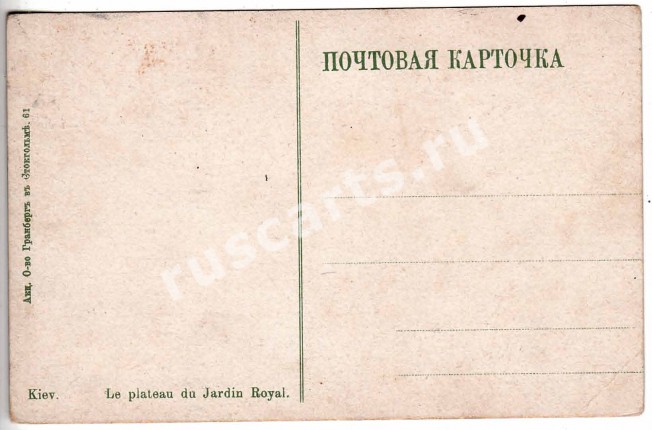 ПОЧТОВАЯ КАРТОЧКА
Акц. О-во Гранбергъ въ Стокгольмѣ. 61
Kiev. Le plateau du Jardin Royal.
ruscarts.ru